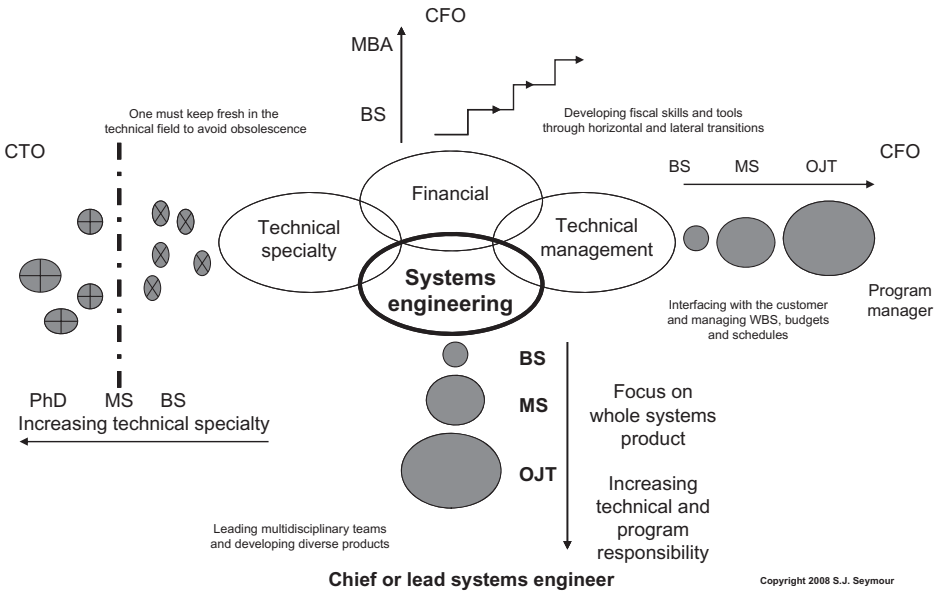 CFO
MBA
BS
One must keep fresh in the
technical field to avoid obsolescence
Developing fiscal skills and tools
through horizontal and lateral transitions
CTO
CFO
BS MS OJT
Financial
Technical
specialty
Technical
management
Systems
engineering
Program
manager
Interfacing with the customer
and managing WBS, budgets
and schedules
BS
MS
OJT
PhD MS BS
Increasing technical specialty
Focus on
whole systems
product
Increasing
technical and
program
responsibility
Leading multidisciplinary teams
and developing diverse products
Chief or lead systems engineer
Copyright 2008 S.J. Seymour